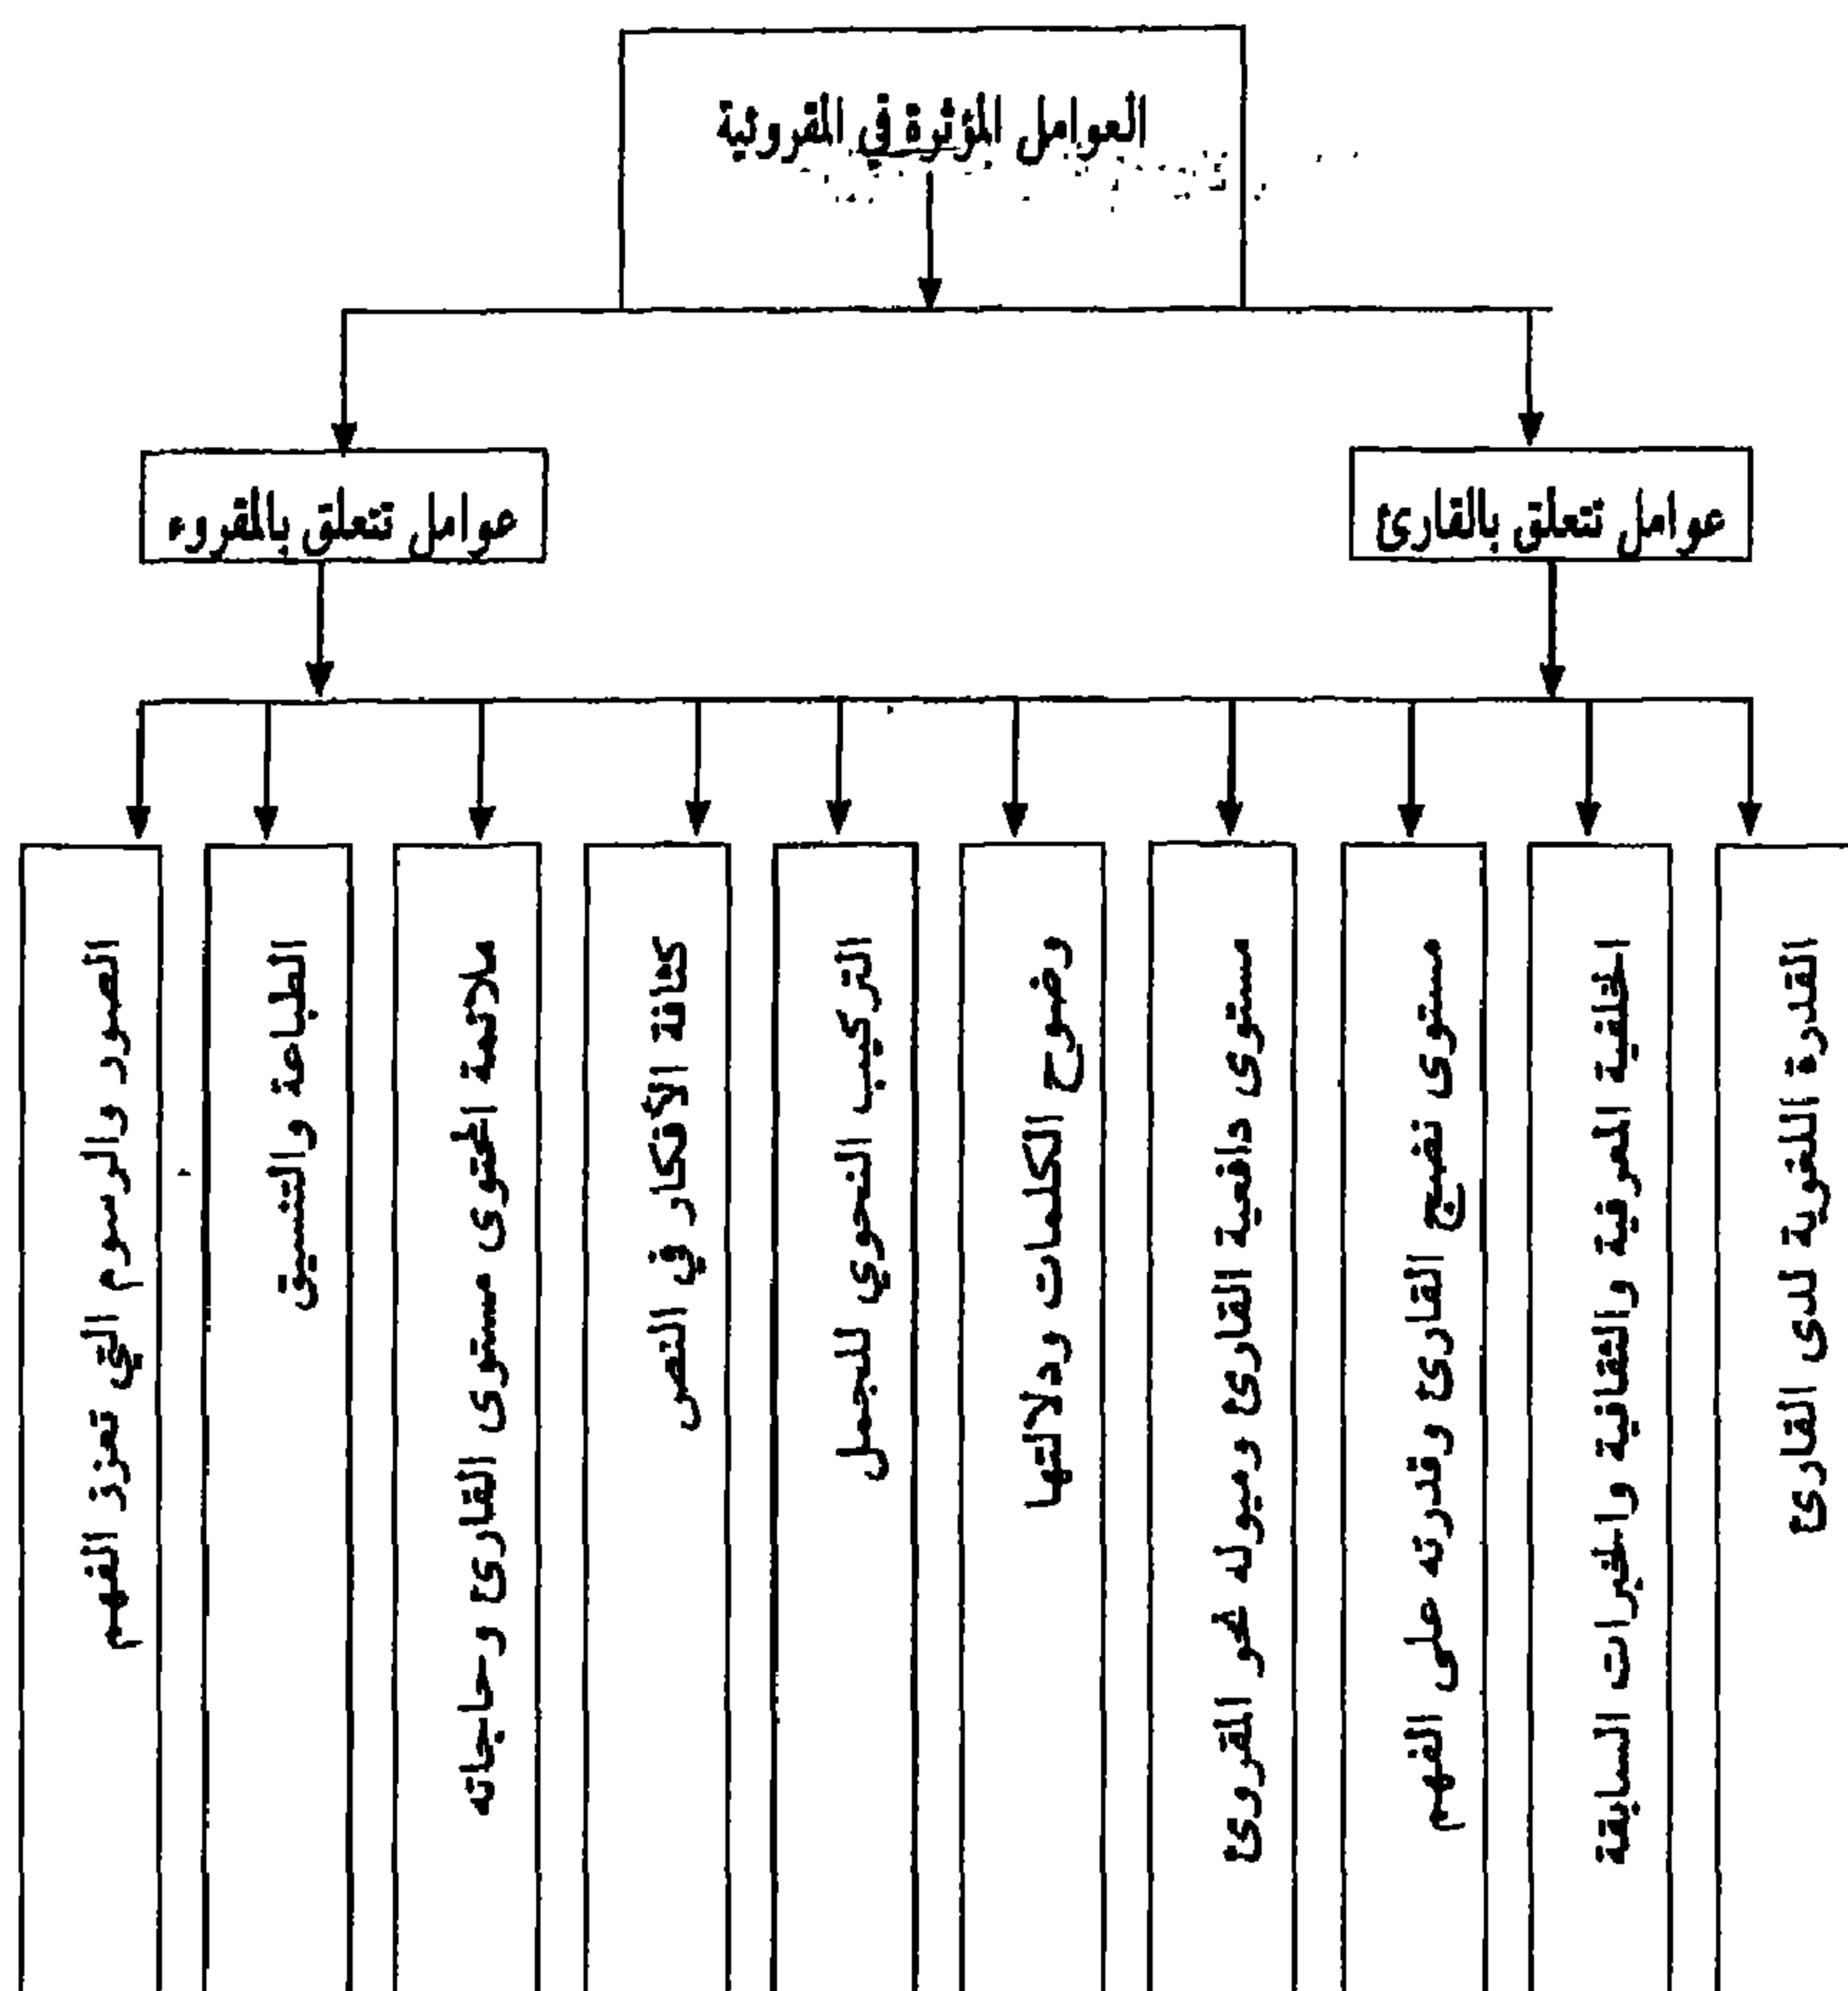 العوامل المؤثرة في المقروئية
عوامل تتعلق بالقارئ
عوامل تتعلق بالمقروء
القدرة اللغوية لدى القارئ
الخلفية المعرفية والثقافية والخبرات السابقة
مستوى نضج القارئ وقدرته على الفهم
مستوى دافعية القارئ وميوله نحو المقروئ
وضوح الكلمات ودلالتها
التركيب النحوي للجمل
كثافة الأفكار في النص
ملائمة المحتوى مستوى القارئ وحاجاته
الطباعة والتنسيق
الصور والرسوم التي تعزز الفهم